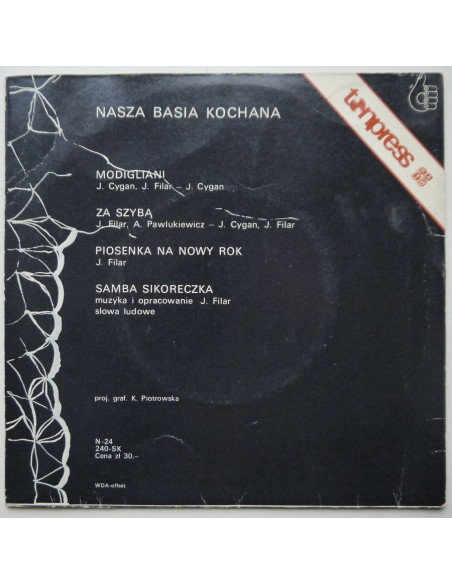 tonpress
NASZA BASIA KOCHANA
MODIGLIANI
J. Cygan, J. Filar – J. Cygan
ZA SZYBĄ
J. Filar, A. Pawlukiewicz – J. Cygan, J. Filar
PIOSENKA NA NOWY ROK
J. Filar
SAMBA SIKORECZKA
muzyka i opracowanie J. Filar
słowa ludowe
proj. graf. K. Piotrowska
N-24
240-SK
Cena zł 30.–
WDA-offset